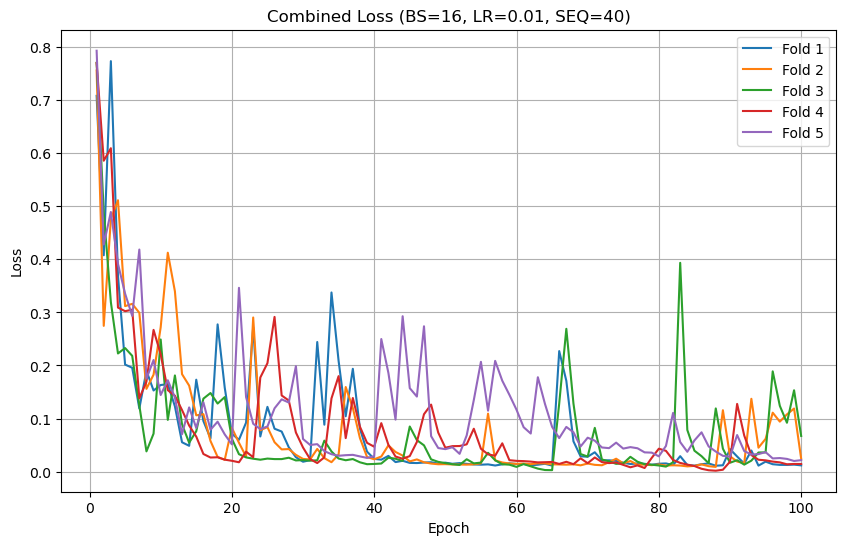 Combined Loss (BS=16, LR=0.01, SEQ=40)
Fold 1
Fold 2
Fold 3
Fold 4
Fold 5
Loss
0.8
0.7
0.6
0.5
0.4
0.3
0.2
0.1
0.0
0
20
40
60
80
100
Epoch